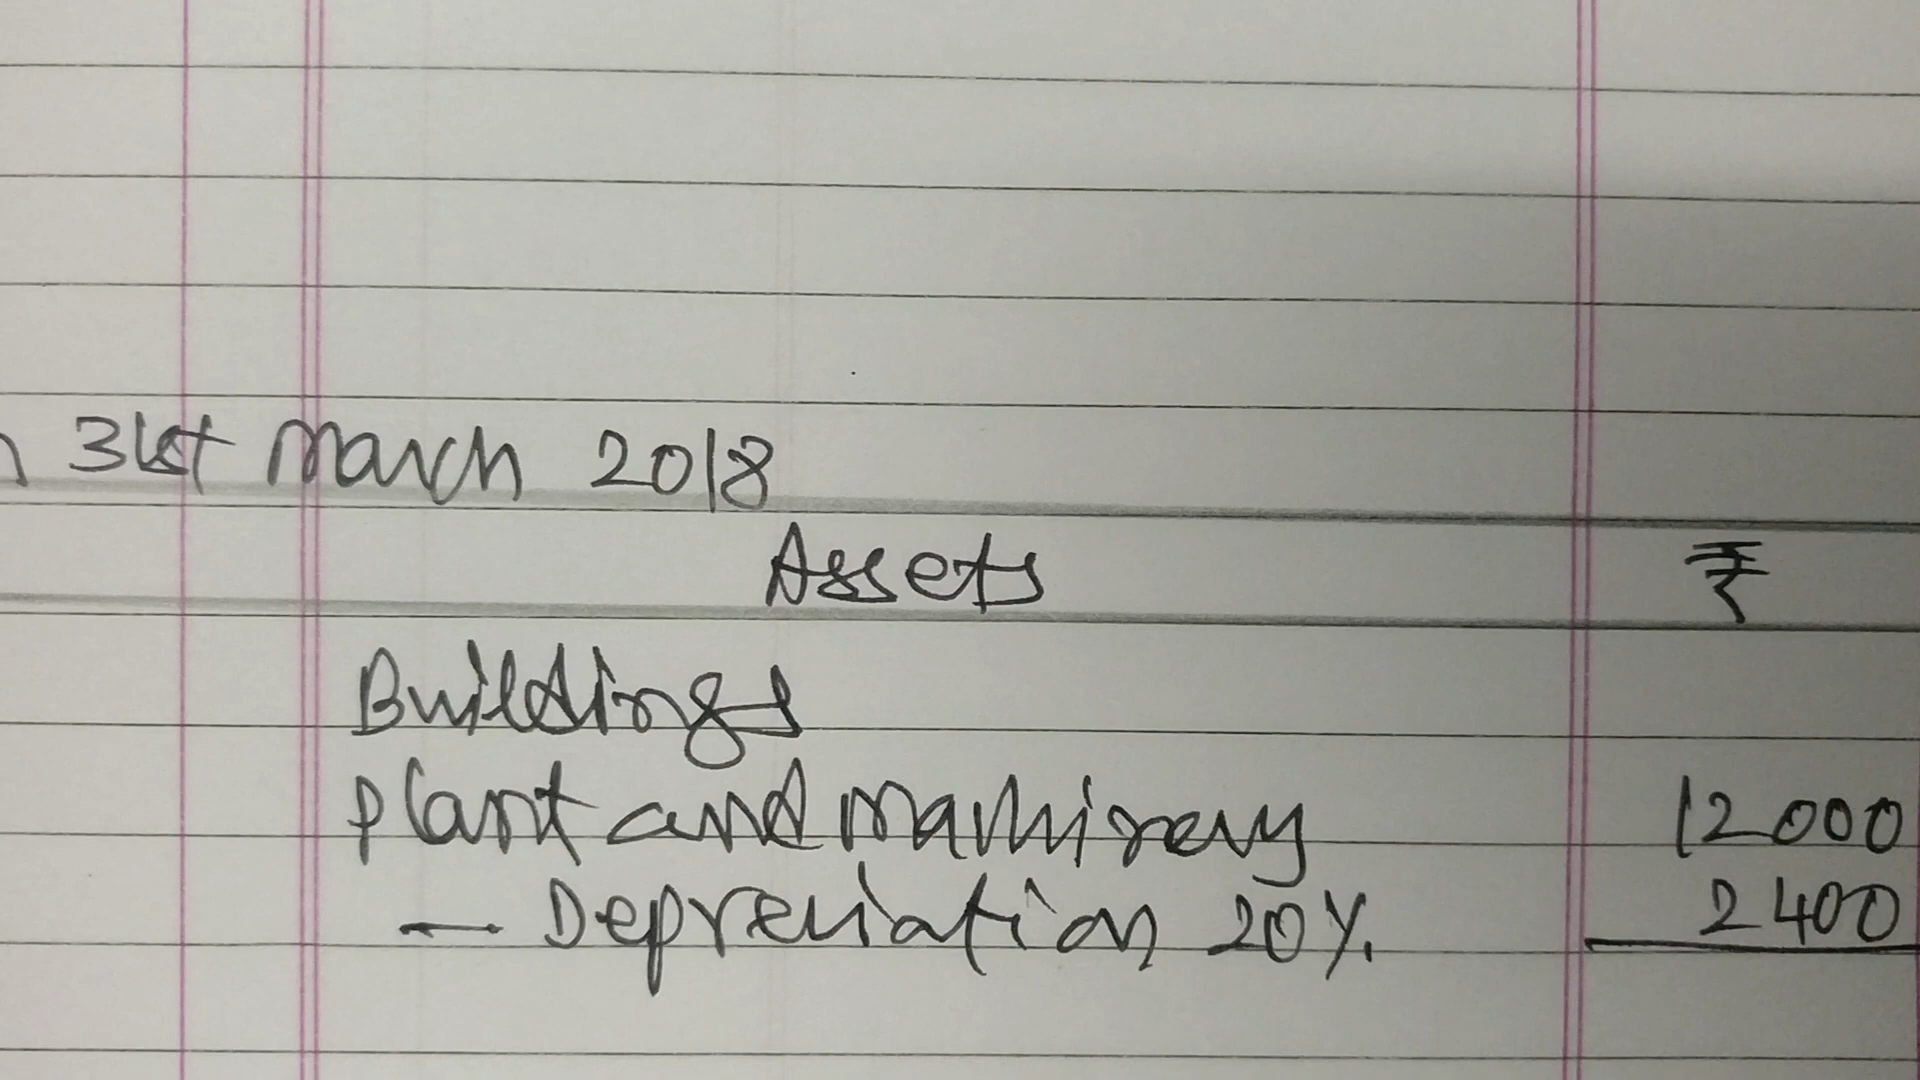 31st March 2018
Assets ₹
Buildings
Plant and Machinery 12000
- Depreciation 20% 2400